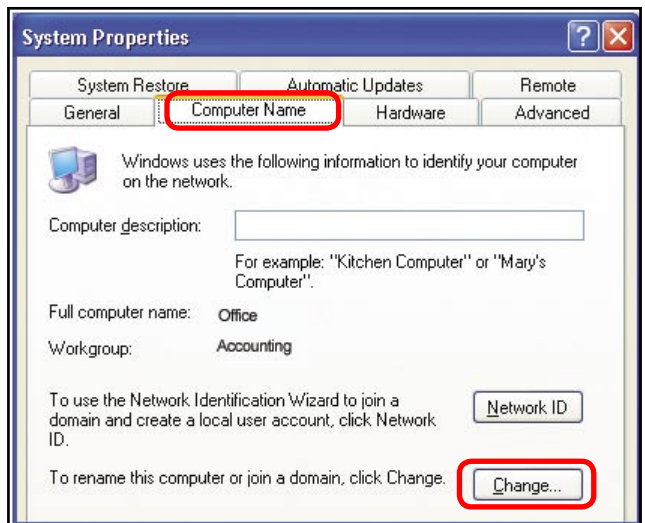 System Properties
System Restore Automatic Updates Remote
General Computer Name Hardware Advanced
Windows uses the following information to identify your computer
on the network.
Computer description:
For example: "Kitchen Computer" or "Mary's
Computer".
Full computer name: Office
Workgroup: Accounting
To use the Network Identification Wizard to join a
domain and create a local user account, click Network
ID.
Network ID
To rename this computer or join a domain, click Change.
Change...